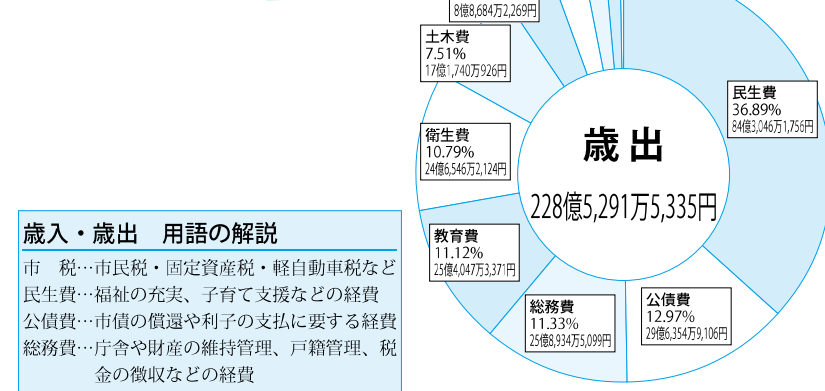 8億8,684万2,269円
土木費
7.51%
17億1,740万926円
民生費
36.89%
84億3,046万1,756円
衛生費
10.79%
24億6,546万2,124円
歳出
228億5,291万5,335円
教育費
11.12%
25億4,047万3,371円
総務費
11.33%
25億8,934万5,099円
公債費
12.97%
29億6,354万9,106円
歳入・歳出 用語の解説
市 税…市民税・固定資産税・軽自動車税など
民生費…福祉の充実、子育て支援などの経費
公債費…市債の償還や利子の支払に要する経費
総務費…庁舎や財産の維持管理、戸籍管理、税
金の徴収などの経費